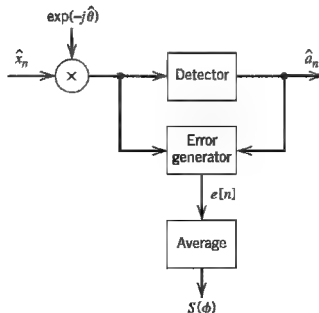 exp(-jθ̂)
x̂ₙ
×
Detector
âₙ
Error
generator
e[n]
Average
S(ϕ)